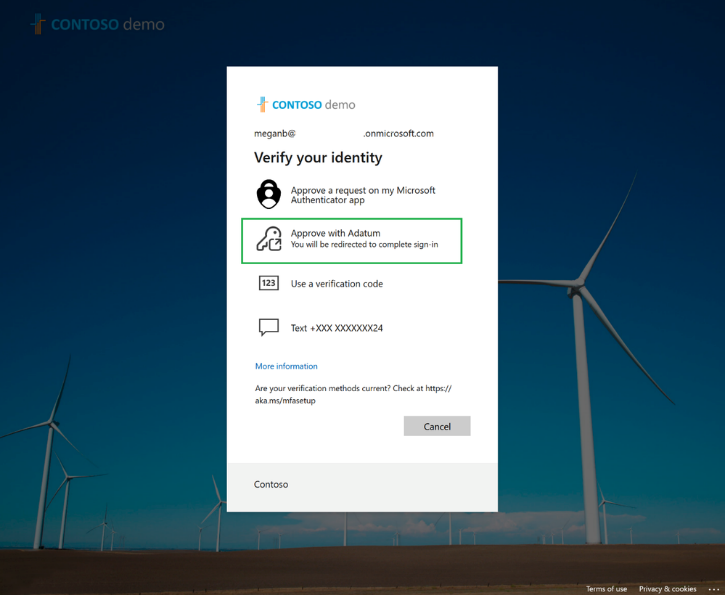 CONTOSO demo
CONTOSO demo
meganb@ .onmicrosoft.com
Verify your identity
Approve a request on my Microsoft
Authenticator app
Approve with Adatum
You will be redirected to complete sign-in
123
Use a verification code
Text +XXX XXXXXXX24
More information
Are your verification methods current? Check at https://
aka.ms/mfasetup
Cancel
Contoso
Terms of use Privacy & cookies ...